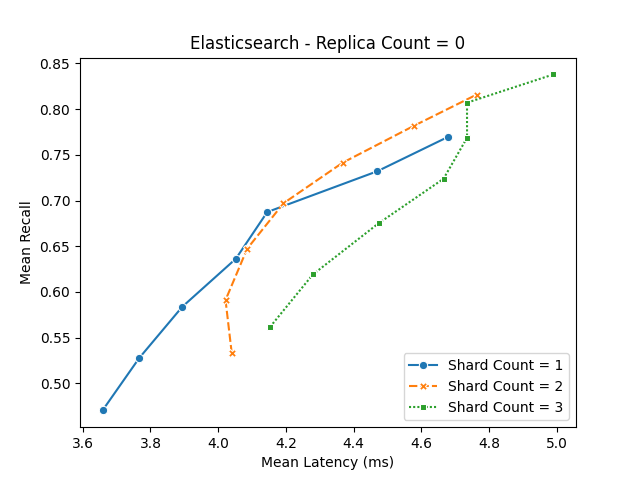 Elasticsearch - Replica Count = 0
Mean Recall
0.85
0.80
0.75
0.70
0.65
0.60
0.55
0.50
Shard Count = 1
Shard Count = 2
Shard Count = 3
3.6 3.8 4.0 4.2 4.4 4.6 4.8 5.0
Mean Latency (ms)